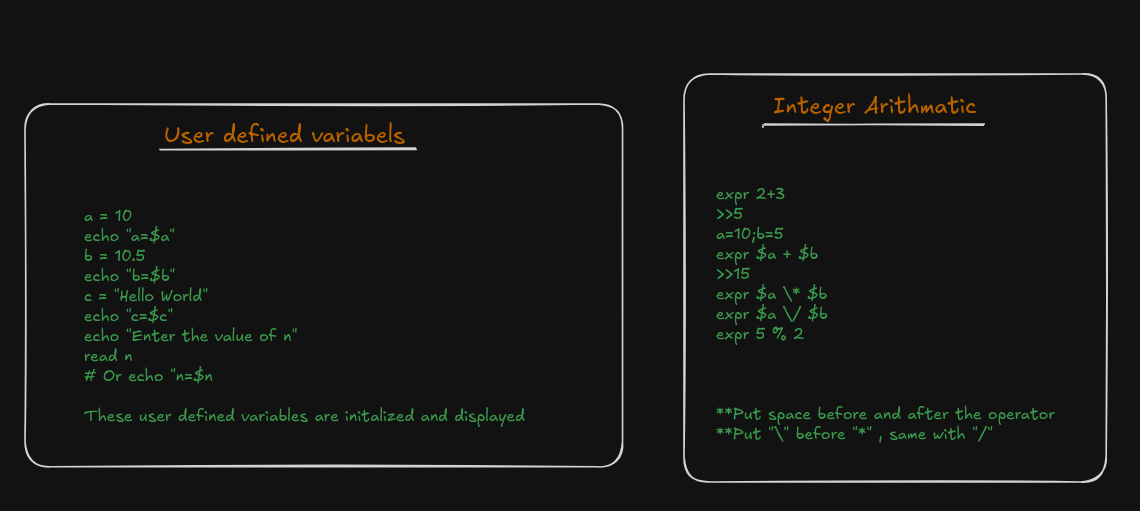 User defined variabels
a = 10
echo "a=$a"
b = 10.5
echo "b=$b"
c = "Hello World"
echo "c=$c"
echo "Enter the value of n"
read n
# Or echo "n=$n
These user defined variables are initalized and displayed
Integer Arithmatic
expr 2+3
>>5
a=10;b=5
expr $a + $b
>>15
expr $a \* $b
expr $a \/ $b
expr 5 % 2
**Put space before and after the operator
**Put "\" before "*" , same with "/"